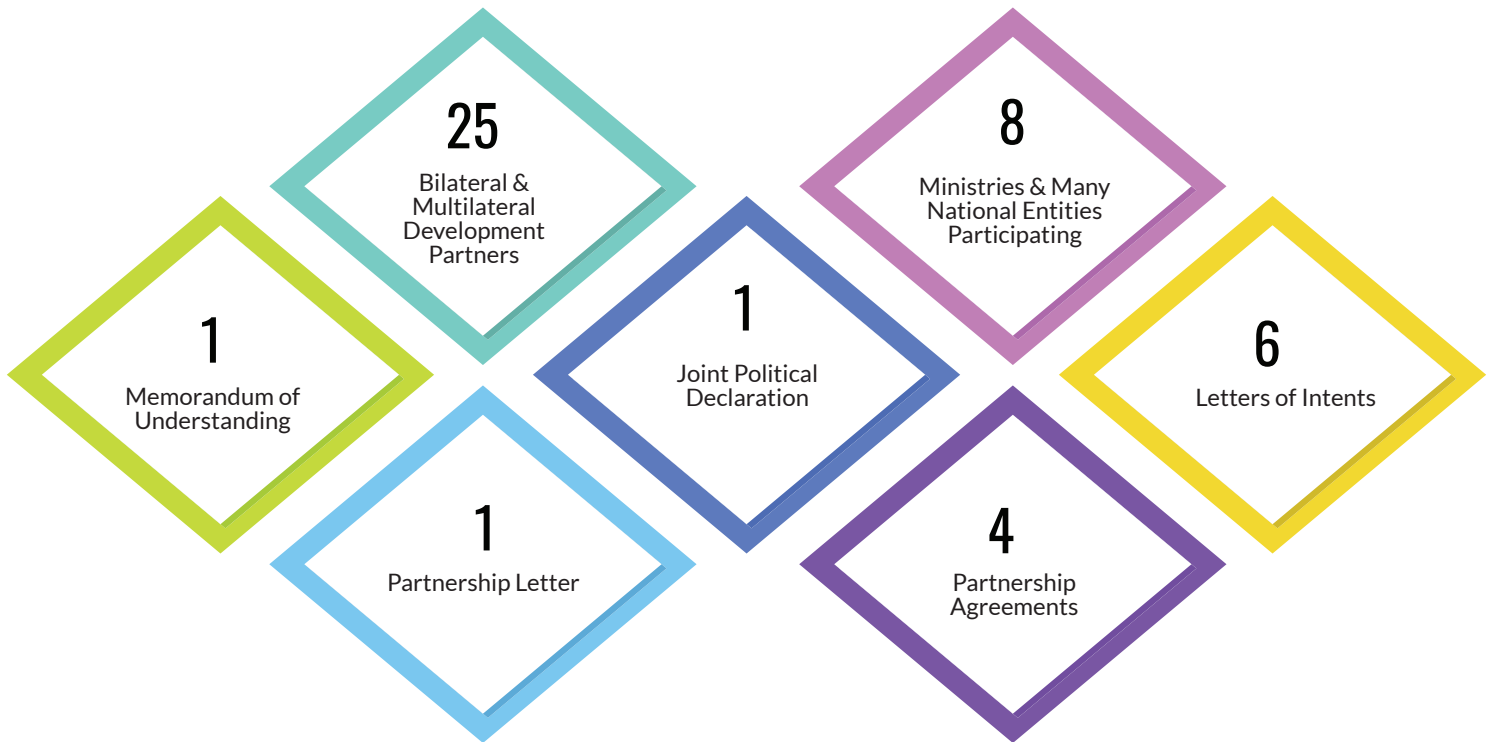 25
Bilateral &
Multilateral
Development
Partners
8
Ministries & Many
National Entities
Participating
1
Memorandum of
Understanding
1
Joint Political
Declaration
6
Letters of Intents
1
Partnership Letter
4
Partnership
Agreements